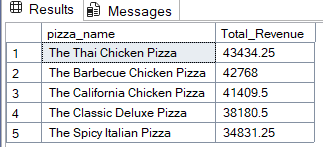 Results Messages
pizza_name Total_Revenue
1 The Thai Chicken Pizza 43434.25
2 The Barbecue Chicken Pizza 42768
3 The California Chicken Pizza 41409.5
4 The Classic Deluxe Pizza 38180.5
5 The Spicy Italian Pizza 34831.25